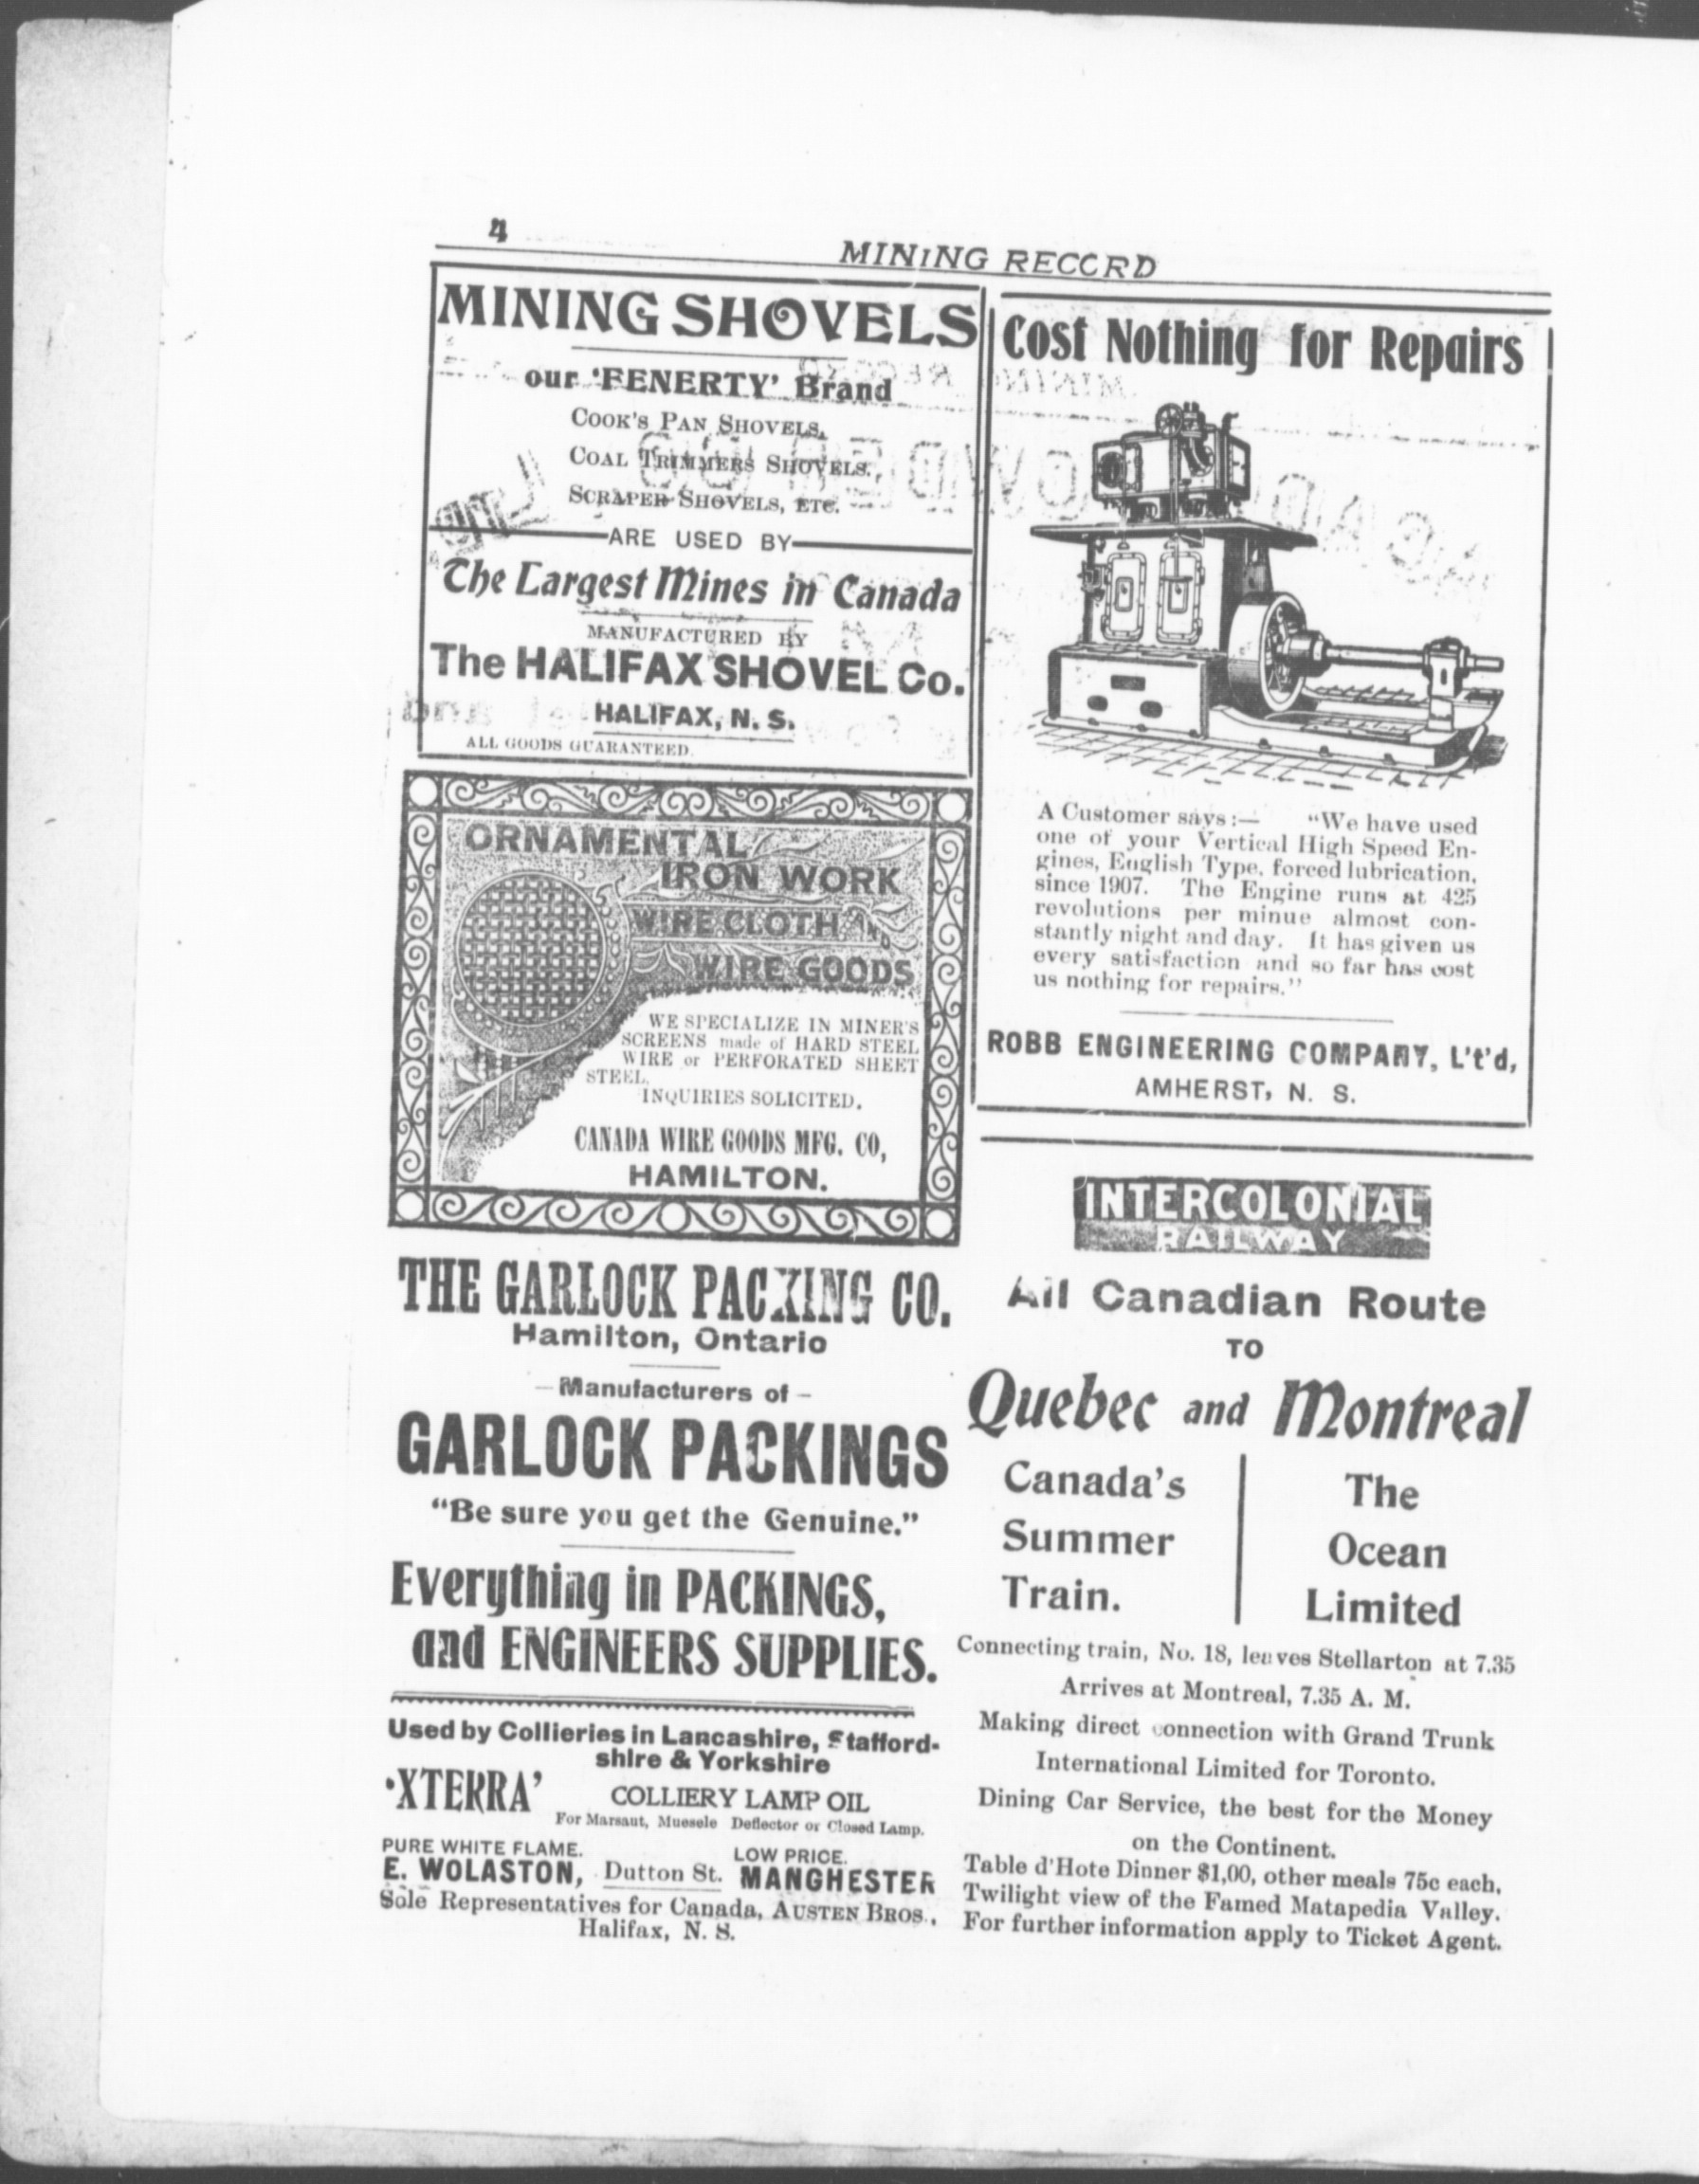 4
MINING RECORD
MINING SHOVELS
our 'FENERTY' Brand
COOK'S PAN SHOVELS,
COAL TRIMMERS SHOVELS.
SCRAPER SHOVELS, ETC.
ARE USED BY
The Largest Mines in Canada
MANUFACTURED BY
The HALIFAX SHOVEL Co.
HALIFAX, N. S.
ALL GOODS GUARANTEED.
ORNAMENTAL
IRON WORK
WIRE CLOTH AND
WIRE GOODS
WE SPECIALIZE IN MINER'S
SCREENS made of HARD STEEL
WIRE or PERFORATED SHEET
STEEL.
INQUIRIES SOLICITED.
CANADA WIRE GOODS MFG. CO,
HAMILTON.
THE GARLOCK PACKING CO.
Hamilton, Ontario
- Manufacturers of -
GARLOCK PACKINGS
"Be sure you get the Genuine."
Everything in PACKINGS,
and ENGINEERS SUPPLIES.
Used by Collieries in Lancashire, Stafford-
shire & Yorkshire
'XTERRA'
COLLIERY LAMP OIL
For Marsaut, Muesele Deflector or Closed Lamp.
PURE WHITE FLAME.
LOW PRICE.
E. WOLASTON, Dutton St. MANGHESTER
Sole Representatives for Canada, AUSTEN BROS.,
Halifax, N. S.
Cost Nothing for Repairs
A Customer says:— "We have used
one of your Vertical High Speed En-
gines, English Type, forced lubrication,
since 1907. The Engine runs at 425
revolutions per minue almost con-
stantly night and day. It has given us
every satisfaction and so far has cost
us nothing for repairs."
ROBB ENGINEERING COMPANY, L't'd,
AMHERST, N. S.
INTERCOLONIAL
RAILWAY
All Canadian Route
TO
Quebec and Montreal
Canada's
Summer
Train.
The
Ocean
Limited
Connecting train, No. 18, leaves Stellarton at 7.35
Arrives at Montreal, 7.35 A. M.
Making direct connection with Grand Trunk
International Limited for Toronto.
Dining Car Service, the best for the Money
on the Continent.
Table d'Hote Dinner $1,00, other meals 75c each,
Twilight view of the Famed Matapedia Valley.
For further information apply to Ticket Agent.